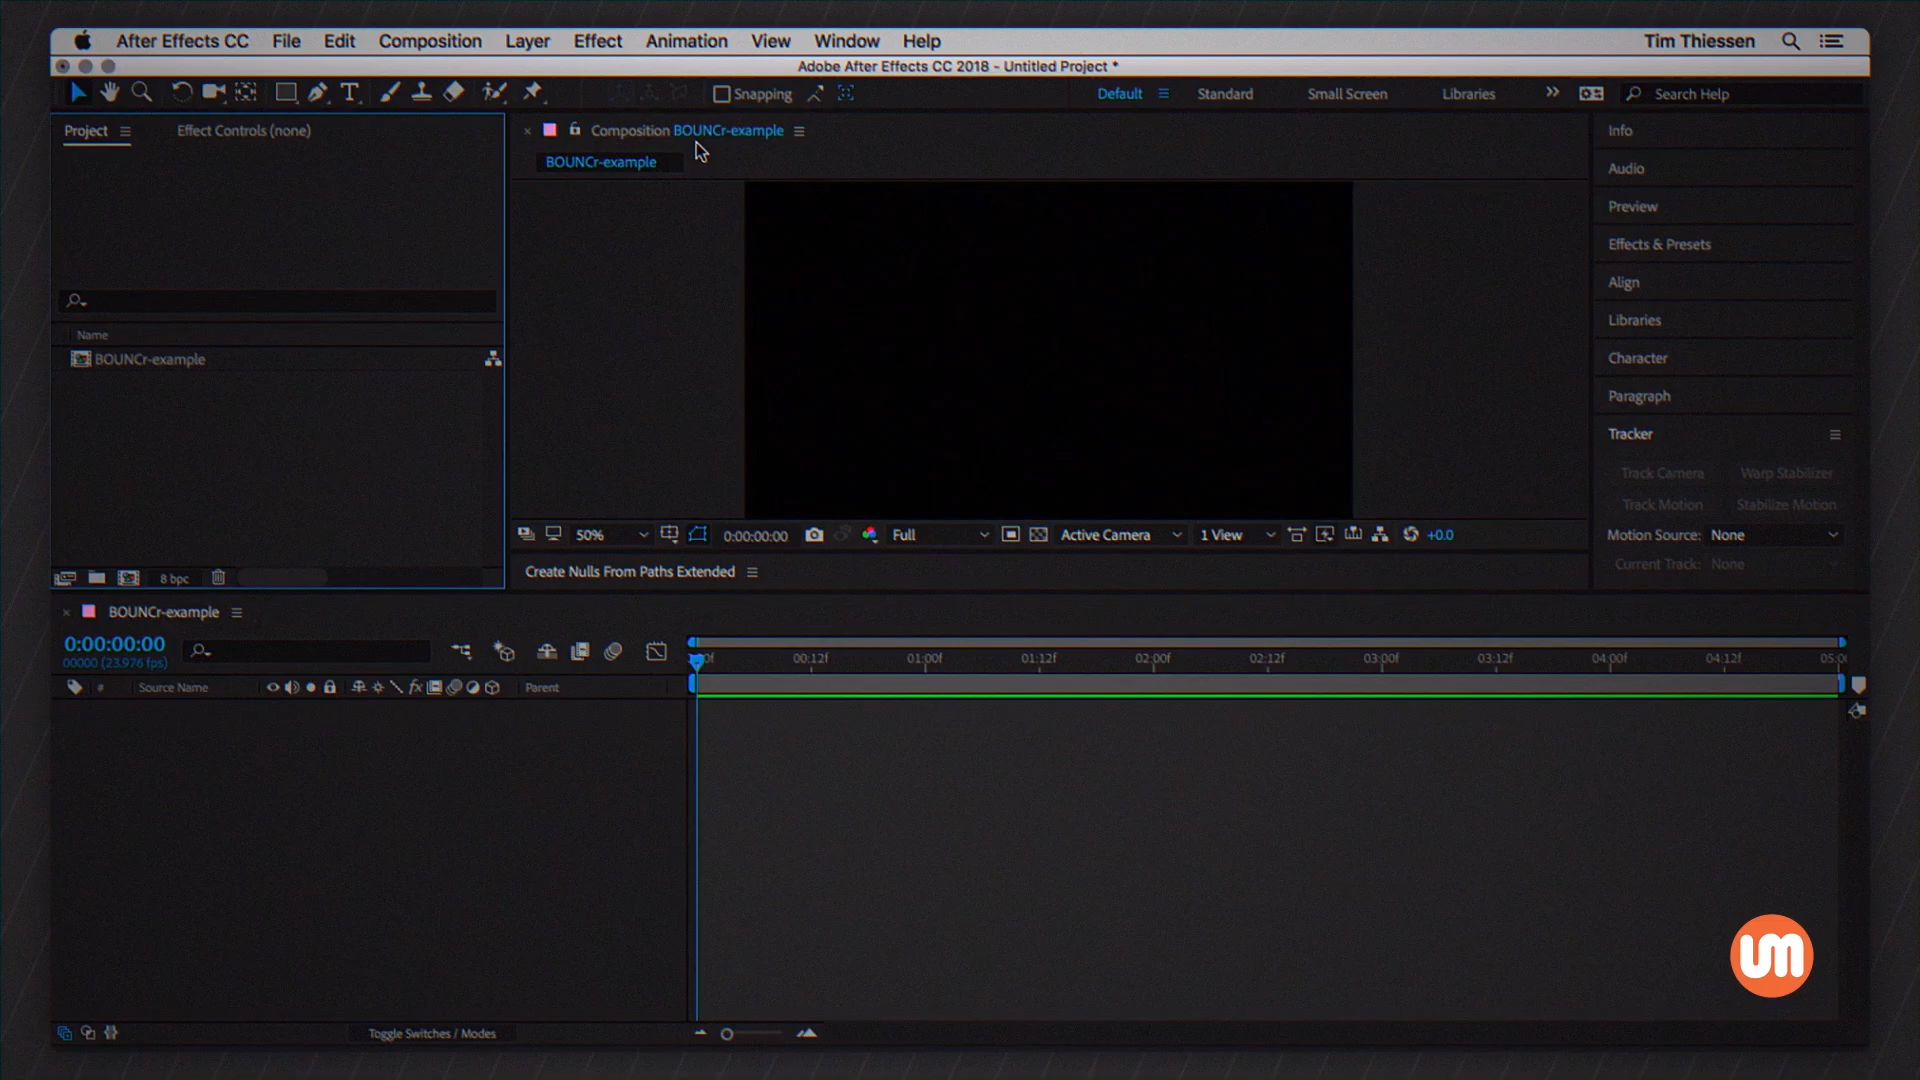 After Effects CC File Edit Composition Layer Effect Animation View Window Help Tim Thiessen
Adobe After Effects CC 2018 - Untitled Project *
Snapping Default Standard Small Screen Libraries Search Help
Project Effect Controls (none)
Composition BOUNCr-example
BOUNCr-example
Name
BOUNCr-example
8 bpc
50% 0:00:00:00 Full Active Camera 1 View +0.0
Create Nulls From Paths Extended
Info
Audio
Preview
Effects & Presets
Align
Libraries
Character
Paragraph
Tracker
Track Camera Warp Stabilizer
Track Motion Stabilize Motion
Motion Source: None
Current Track: None
BOUNCr-example
0:00:00:00
00000 (23.976 fps)
00:12f 01:00f 01:12f 02:00f 02:12f 03:00f 03:12f 04:00f 04:12f
# Source Name fx Parent
Toggle Switches / Modes
UM